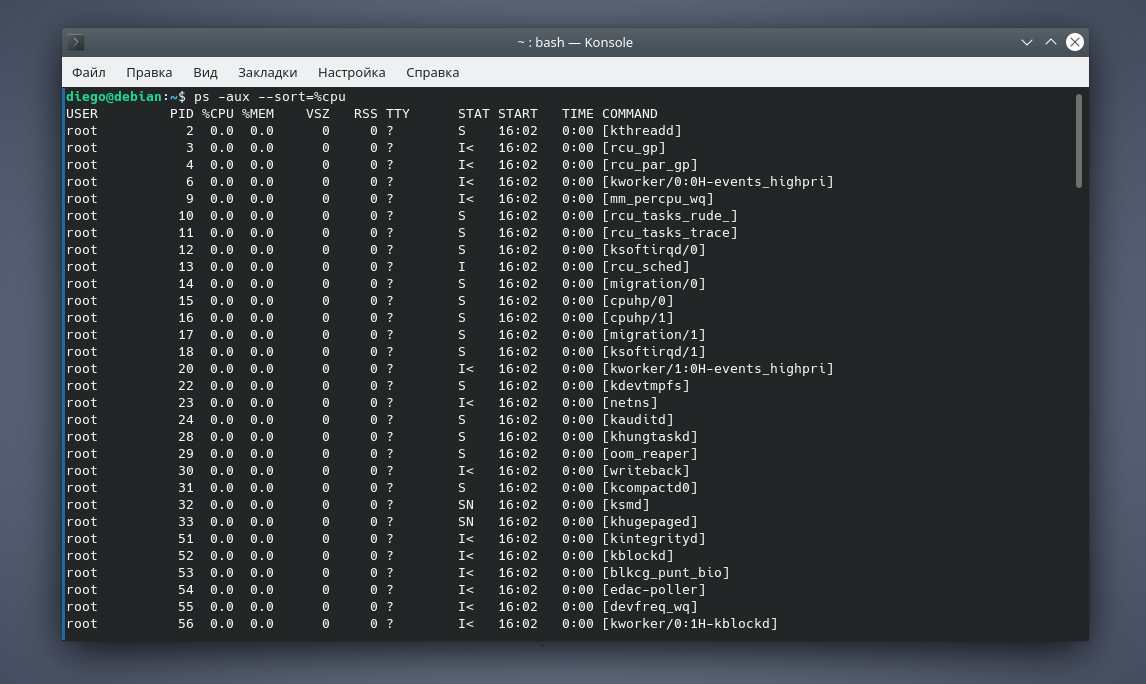 ~ : bash — Konsole
Файл Правка Вид Закладки Настройка Справка
diego@debian:~$ ps -aux --sort=%cpu
USER PID %CPU %MEM VSZ RSS TTY STAT START TIME COMMAND
root 2 0.0 0.0 0 0 ? S 16:02 0:00 [kthreadd]
root 3 0.0 0.0 0 0 ? I< 16:02 0:00 [rcu_gp]
root 4 0.0 0.0 0 0 ? I< 16:02 0:00 [rcu_par_gp]
root 6 0.0 0.0 0 0 ? I< 16:02 0:00 [kworker/0:0H-events_highpri]
root 9 0.0 0.0 0 0 ? I< 16:02 0:00 [mm_percpu_wq]
root 10 0.0 0.0 0 0 ? S 16:02 0:00 [rcu_tasks_rude_]
root 11 0.0 0.0 0 0 ? S 16:02 0:00 [rcu_tasks_trace]
root 12 0.0 0.0 0 0 ? S 16:02 0:00 [ksoftirqd/0]
root 13 0.0 0.0 0 0 ? I 16:02 0:00 [rcu_sched]
root 14 0.0 0.0 0 0 ? S 16:02 0:00 [migration/0]
root 15 0.0 0.0 0 0 ? S 16:02 0:00 [cpuhp/0]
root 16 0.0 0.0 0 0 ? S 16:02 0:00 [cpuhp/1]
root 17 0.0 0.0 0 0 ? S 16:02 0:00 [migration/1]
root 18 0.0 0.0 0 0 ? S 16:02 0:00 [ksoftirqd/1]
root 20 0.0 0.0 0 0 ? I< 16:02 0:00 [kworker/1:0H-events_highpri]
root 22 0.0 0.0 0 0 ? S 16:02 0:00 [kdevtmpfs]
root 23 0.0 0.0 0 0 ? I< 16:02 0:00 [netns]
root 24 0.0 0.0 0 0 ? S 16:02 0:00 [kauditd]
root 28 0.0 0.0 0 0 ? S 16:02 0:00 [khungtaskd]
root 29 0.0 0.0 0 0 ? S 16:02 0:00 [oom_reaper]
root 30 0.0 0.0 0 0 ? I< 16:02 0:00 [writeback]
root 31 0.0 0.0 0 0 ? S 16:02 0:00 [kcompactd0]
root 32 0.0 0.0 0 0 ? SN 16:02 0:00 [ksmd]
root 33 0.0 0.0 0 0 ? SN 16:02 0:00 [khugepaged]
root 51 0.0 0.0 0 0 ? I< 16:02 0:00 [kintegrityd]
root 52 0.0 0.0 0 0 ? I< 16:02 0:00 [kblockd]
root 53 0.0 0.0 0 0 ? I< 16:02 0:00 [blkcg_punt_bio]
root 54 0.0 0.0 0 0 ? I< 16:02 0:00 [edac-poller]
root 55 0.0 0.0 0 0 ? I< 16:02 0:00 [devfreq_wq]
root 56 0.0 0.0 0 0 ? I< 16:02 0:00 [kworker/0:1H-kblockd]